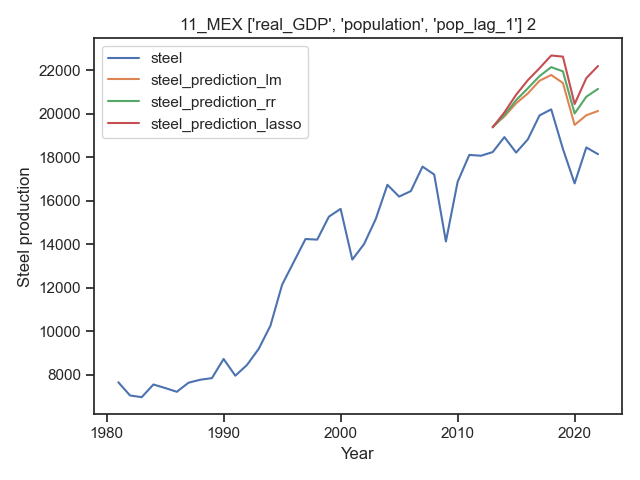 11_MEX ['real_GDP', 'population', 'pop_lag_1'] 2
steel
steel_prediction_lm
steel_prediction_rr
steel_prediction_lasso
Steel production
22000
20000
18000
16000
14000
12000
10000
8000
1980
1990
2000
2010
2020
Year